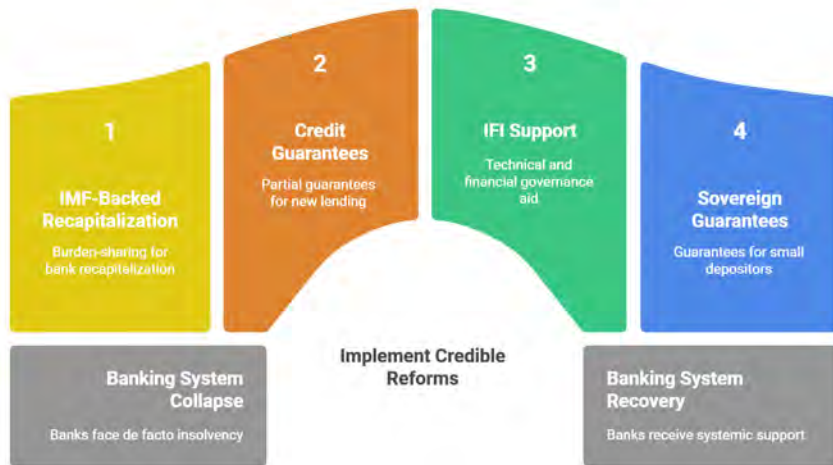 1
IMF-Backed
Recapitalization
Burden-sharing for
bank recapitalization
2
Credit
Guarantees
Partial guarantees
for new lending
3
IFI Support
Technical and
financial governance
aid
4
Sovereign
Guarantees
Guarantees for small
depositors
Banking System
Collapse
Banks face de facto insolvency
Implement Credible
Reforms
Banking System
Recovery
Banks receive systemic support